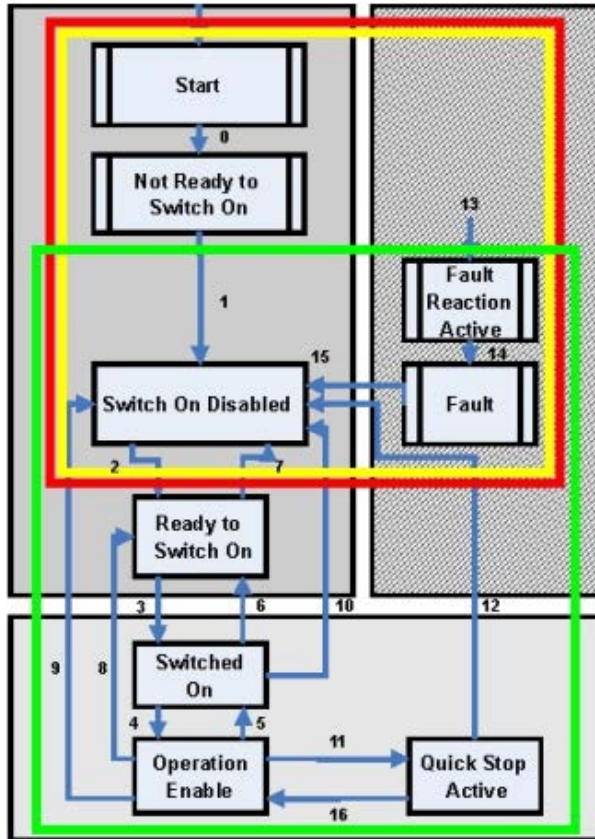 Start
0
Not Ready to
Switch On
13
Fault
Reaction
Active
1
14
15
Switch On Disabled
Fault
2
7
Ready to
Switch On
3
6
10
12
9
8
Switched
On
4
5
11
Operation
Enable
Quick Stop
Active
16